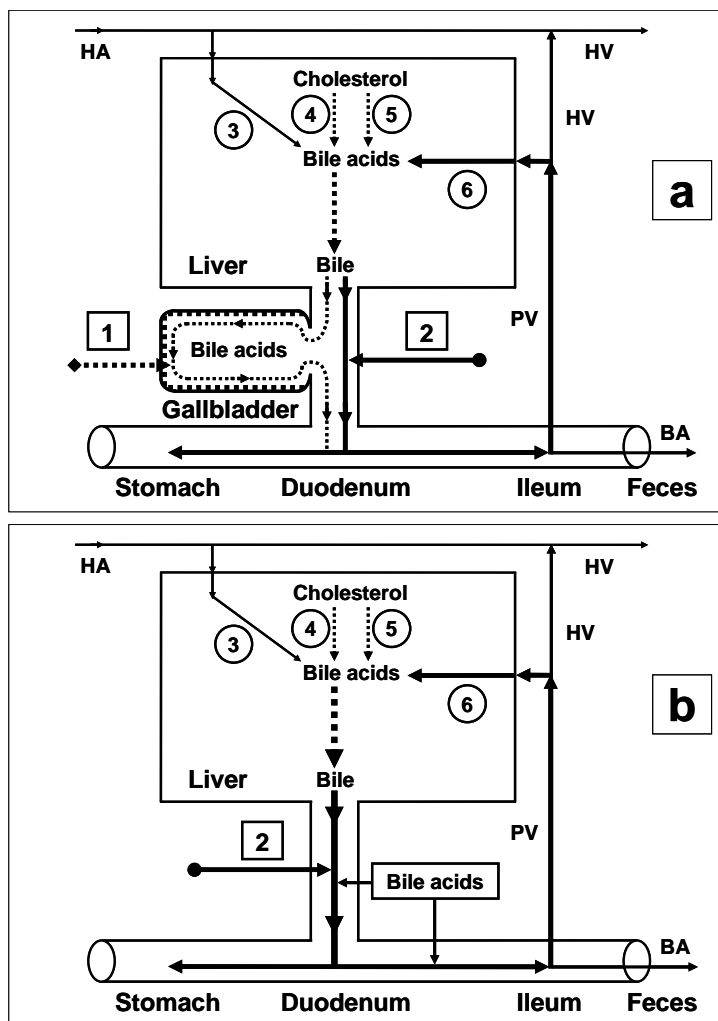 HA
HV
Cholesterol
4
5
3
HV
Bile acids
6
a
Liver
Bile
PV
1
2
Bile acids
Gallbladder
BA
Stomach
Duodenum
Ileum
Feces
HA
HV
Cholesterol
4
5
3
HV
Bile acids
6
b
Liver
Bile
PV
2
Bile acids
BA
Stomach
Duodenum
Ileum
Feces